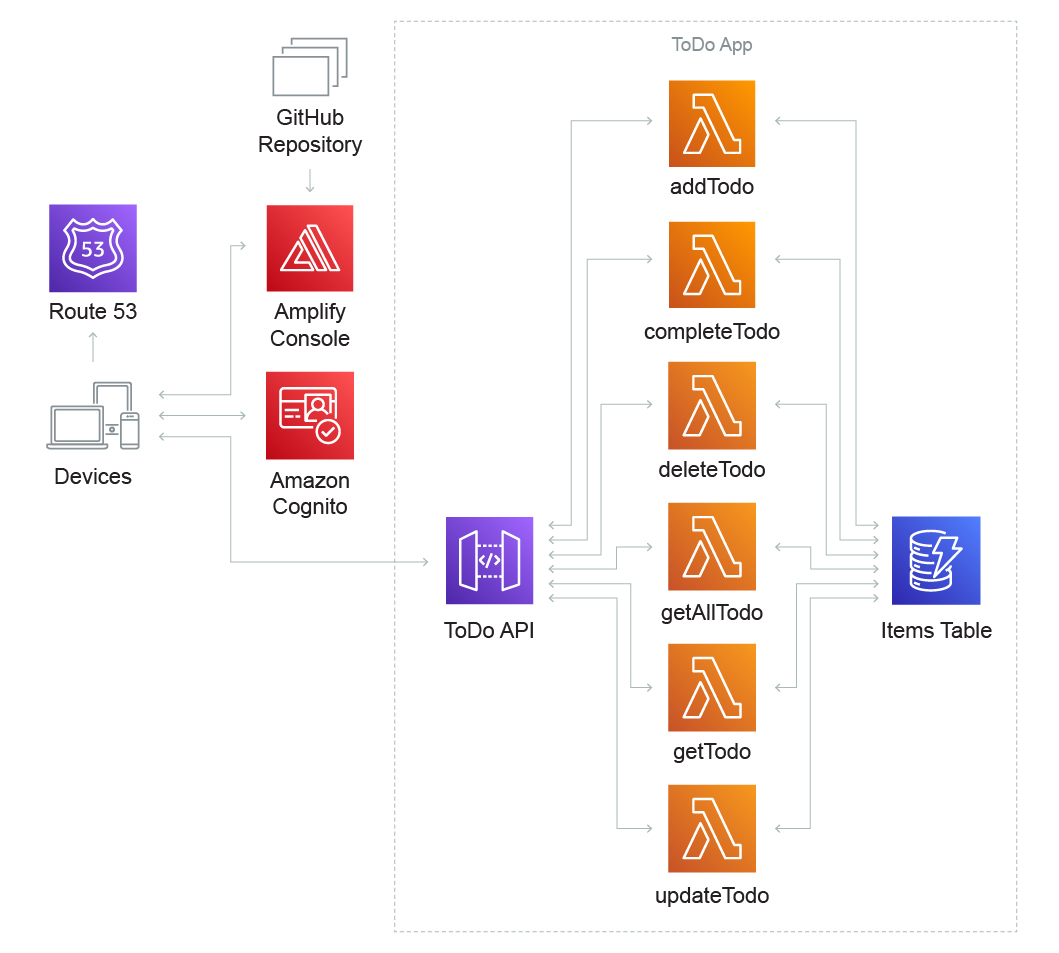 ToDo App
GitHub
Repository
addTodo
53
Route 53
Amplify
Console
completeTodo
Devices
Amazon
Cognito
deleteTodo
</>
ToDo API
getAllTodo
Items Table
getTodo
updateTodo